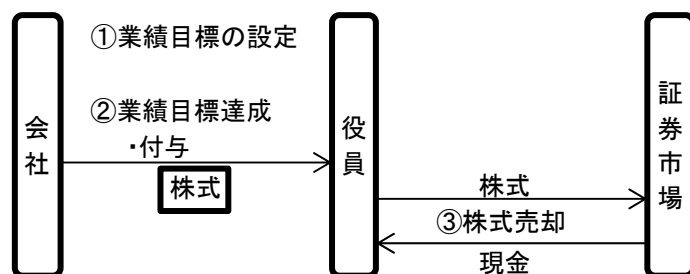 会社
①業績目標の設定
②業績目標達成
・付与
株式
役員
株式
③株式売却
現金
証券市場